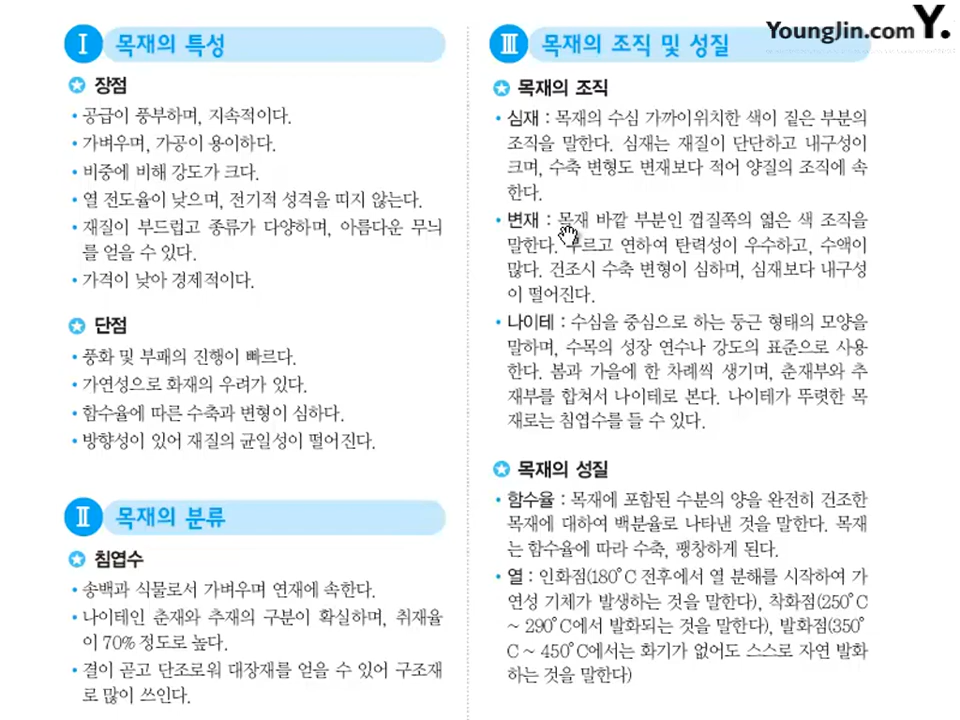 YoungJin.com Y.
Ⅰ 목재의 특성
장점
• 공급이 풍부하며, 지속적이다.
• 가벼우며, 가공이 용이하다.
• 비중에 비해 강도가 크다.
• 열 전도율이 낮으며, 전기적 성격을 띠지 않는다.
• 재질이 부드럽고 종류가 다양하며, 아름다운 무늬
를 얻을 수 있다.
• 가격이 낮아 경제적이다.
단점
• 풍화 및 부패의 진행이 빠르다.
• 가연성으로 화재의 우려가 있다.
• 함수율에 따른 수축과 변형이 심하다.
• 방향성이 있어 재질의 균일성이 떨어진다.
Ⅱ 목재의 분류
침엽수
• 송백과 식물로서 가벼우며 연재에 속한다.
• 나이테인 춘재와 추재의 구분이 확실하며, 취재율
이 70% 정도로 높다.
• 결이 곧고 단조로워 대장재를 얻을 수 있어 구조재
로 많이 쓰인다.
Ⅲ 목재의 조직 및 성질
목재의 조직
• 심재 : 목재의 수심 가까이위치한 색이 짙은 부분의
조직을 말한다. 심재는 재질이 단단하고 내구성이
크며, 수축 변형도 변재보다 적어 양질의 조직에 속
한다.
• 변재 : 목재 바깥 부분인 껍질쪽의 엷은 색 조직을
말한다. 무르고 연하여 탄력성이 우수하고, 수액이
많다. 건조시 수축 변형이 심하며, 심재보다 내구성
이 떨어진다.
• 나이테 : 수심을 중심으로 하는 둥근 형태의 모양을
말하며, 수목의 성장 연수나 강도의 표준으로 사용
한다. 봄과 가을에 한 차례씩 생기며, 춘재부와 추
재부를 합쳐서 나이테로 본다. 나이테가 뚜렷한 목
재로는 침엽수를 들 수 있다.
목재의 성질
• 함수율 : 목재에 포함된 수분의 양을 완전히 건조한
목재에 대하여 백분율로 나타낸 것을 말한다. 목재
는 함수율에 따라 수축, 팽창하게 된다.
• 열 : 인화점(180°C 전후에서 열 분해를 시작하여 가
연성 기체가 발생하는 것을 말한다), 착화점(250°C
~ 290°C에서 발화되는 것을 말한다), 발화점(350°
C ~ 450°C에서는 화기가 없어도 스스로 자연 발화
하는 것을 말한다)